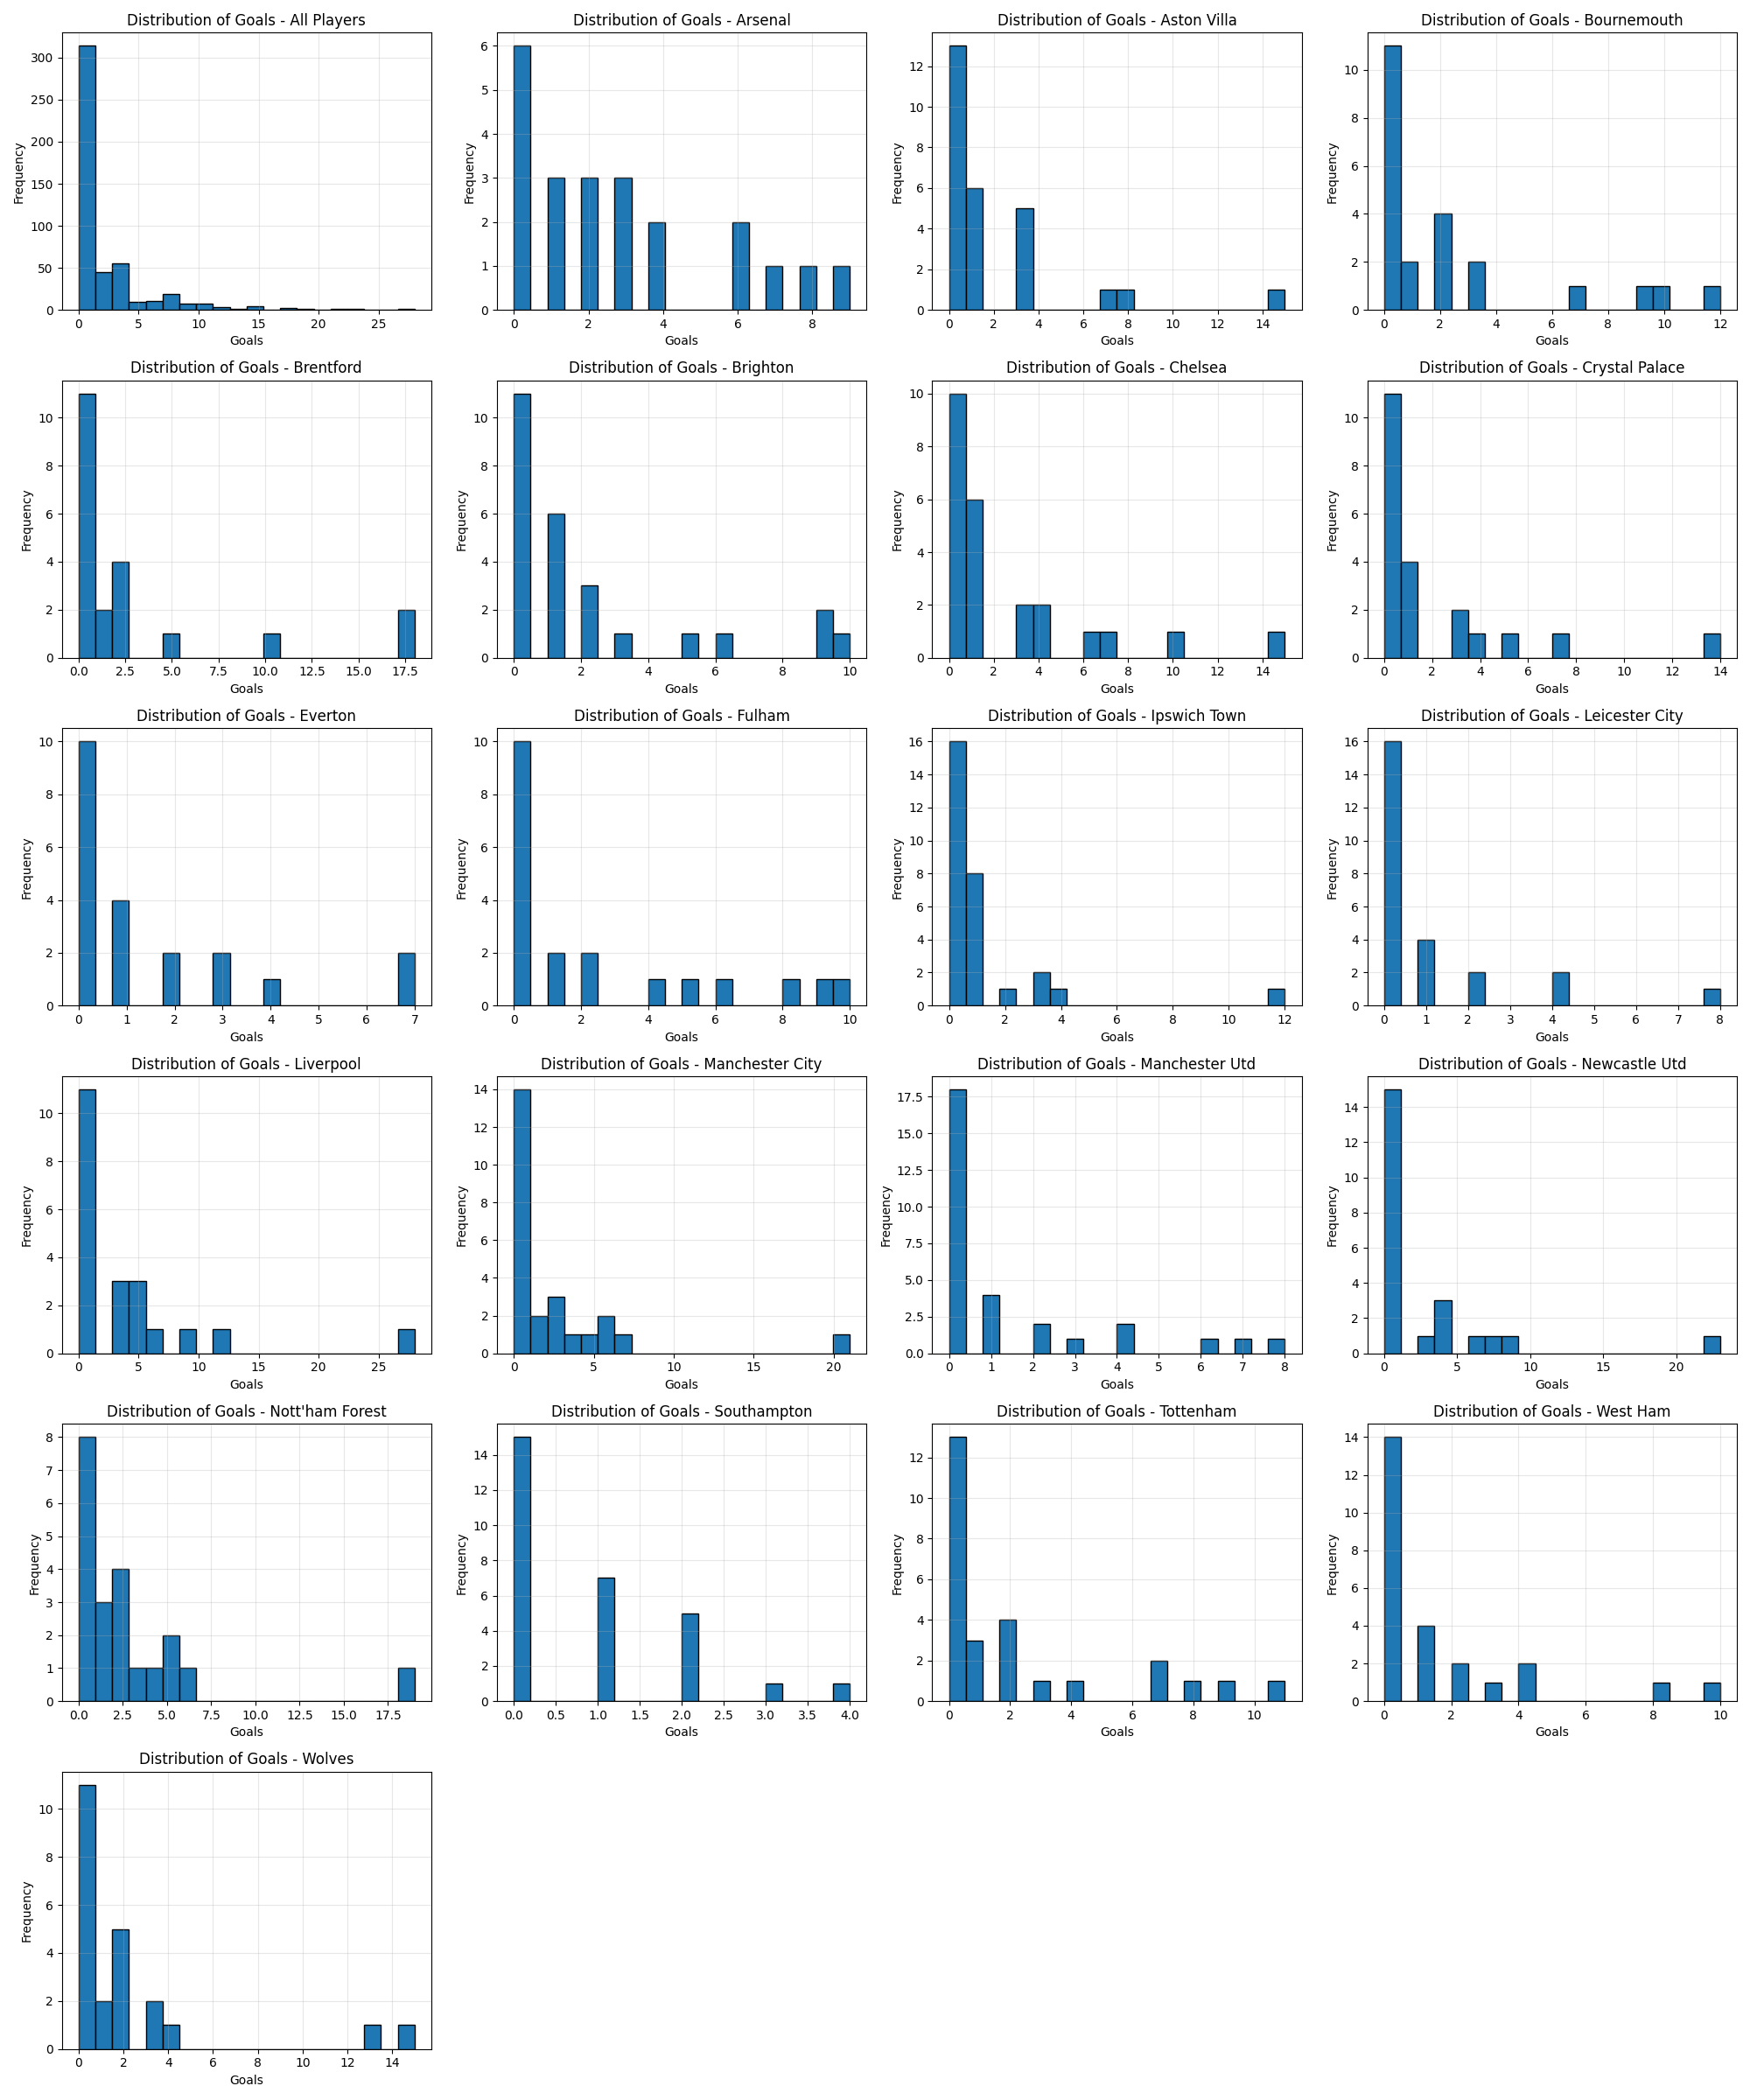 Distribution of Goals - All Players
Frequency
300
250
200
150
100
50
0
0 5 10 15 20 25
Goals
Distribution of Goals - Arsenal
Frequency
6
5
4
3
2
1
0
0 2 4 6 8
Goals
Distribution of Goals - Aston Villa
Frequency
12
10
8
6
4
2
0
0 2 4 6 8 10 12 14
Goals
Distribution of Goals - Bournemouth
Frequency
10
8
6
4
2
0
0 2 4 6 8 10 12
Goals
Distribution of Goals - Brentford
Frequency
10
8
6
4
2
0
0.0 2.5 5.0 7.5 10.0 12.5 15.0 17.5
Goals
Distribution of Goals - Brighton
Frequency
10
8
6
4
2
0
0 2 4 6 8 10
Goals
Distribution of Goals - Chelsea
Frequency
10
8
6
4
2
0
0 2 4 6 8 10 12 14
Goals
Distribution of Goals - Crystal Palace
Frequency
10
8
6
4
2
0
0 2 4 6 8 10 12 14
Goals
Distribution of Goals - Everton
Frequency
10
8
6
4
2
0
0 1 2 3 4 5 6 7
Goals
Distribution of Goals - Fulham
Frequency
10
8
6
4
2
0
0 2 4 6 8 10
Goals
Distribution of Goals - Ipswich Town
Frequency
16
14
12
10
8
6
4
2
0
0 2 4 6 8 10 12
Goals
Distribution of Goals - Leicester City
Frequency
16
14
12
10
8
6
4
2
0
0 1 2 3 4 5 6 7 8
Goals
Distribution of Goals - Liverpool
Frequency
10
8
6
4
2
0
0 5 10 15 20 25
Goals
Distribution of Goals - Manchester City
Frequency
14
12
10
8
6
4
2
0
0 5 10 15 20
Goals
Distribution of Goals - Manchester Utd
Frequency
17.5
15.0
12.5
10.0
7.5
5.0
2.5
0.0
0 1 2 3 4 5 6 7 8
Goals
Distribution of Goals - Newcastle Utd
Frequency
14
12
10
8
6
4
2
0
0 5 10 15 20
Goals
Distribution of Goals - Nott'ham Forest
Frequency
8
7
6
5
4
3
2
1
0
0.0 2.5 5.0 7.5 10.0 12.5 15.0 17.5
Goals
Distribution of Goals - Southampton
Frequency
14
12
10
8
6
4
2
0
0.0 0.5 1.0 1.5 2.0 2.5 3.0 3.5 4.0
Goals
Distribution of Goals - Tottenham
Frequency
12
10
8
6
4
2
0
0 2 4 6 8 10
Goals
Distribution of Goals - West Ham
Frequency
14
12
10
8
6
4
2
0
0 2 4 6 8 10
Goals
Distribution of Goals - Wolves
Frequency
10
8
6
4
2
0
0 2 4 6 8 10 12 14
Goals